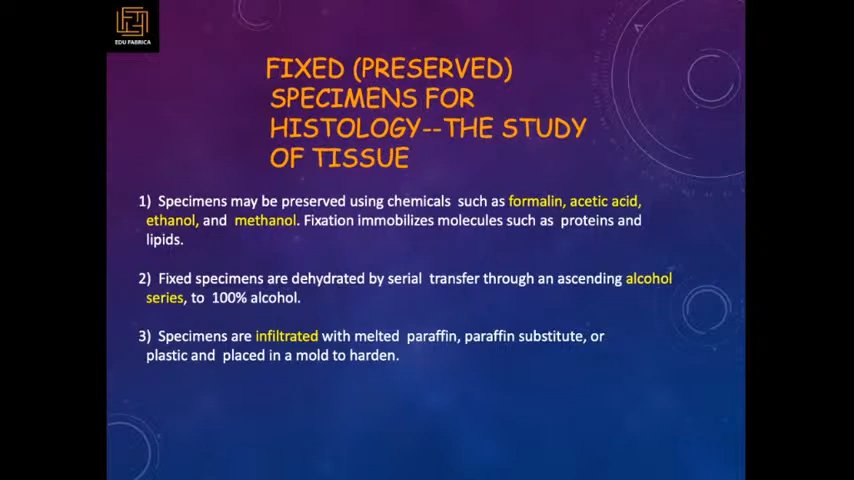 EDU FABRICA
FIXED (PRESERVED)
SPECIMENS FOR
HISTOLOGY--THE STUDY
OF TISSUE
1) Specimens may be preserved using chemicals such as formalin, acetic acid,
ethanol, and methanol. Fixation immobilizes molecules such as proteins and
lipids.
2) Fixed specimens are dehydrated by serial transfer through an ascending alcohol
series, to 100% alcohol.
3) Specimens are infiltrated with melted paraffin, paraffin substitute, or
plastic and placed in a mold to harden.